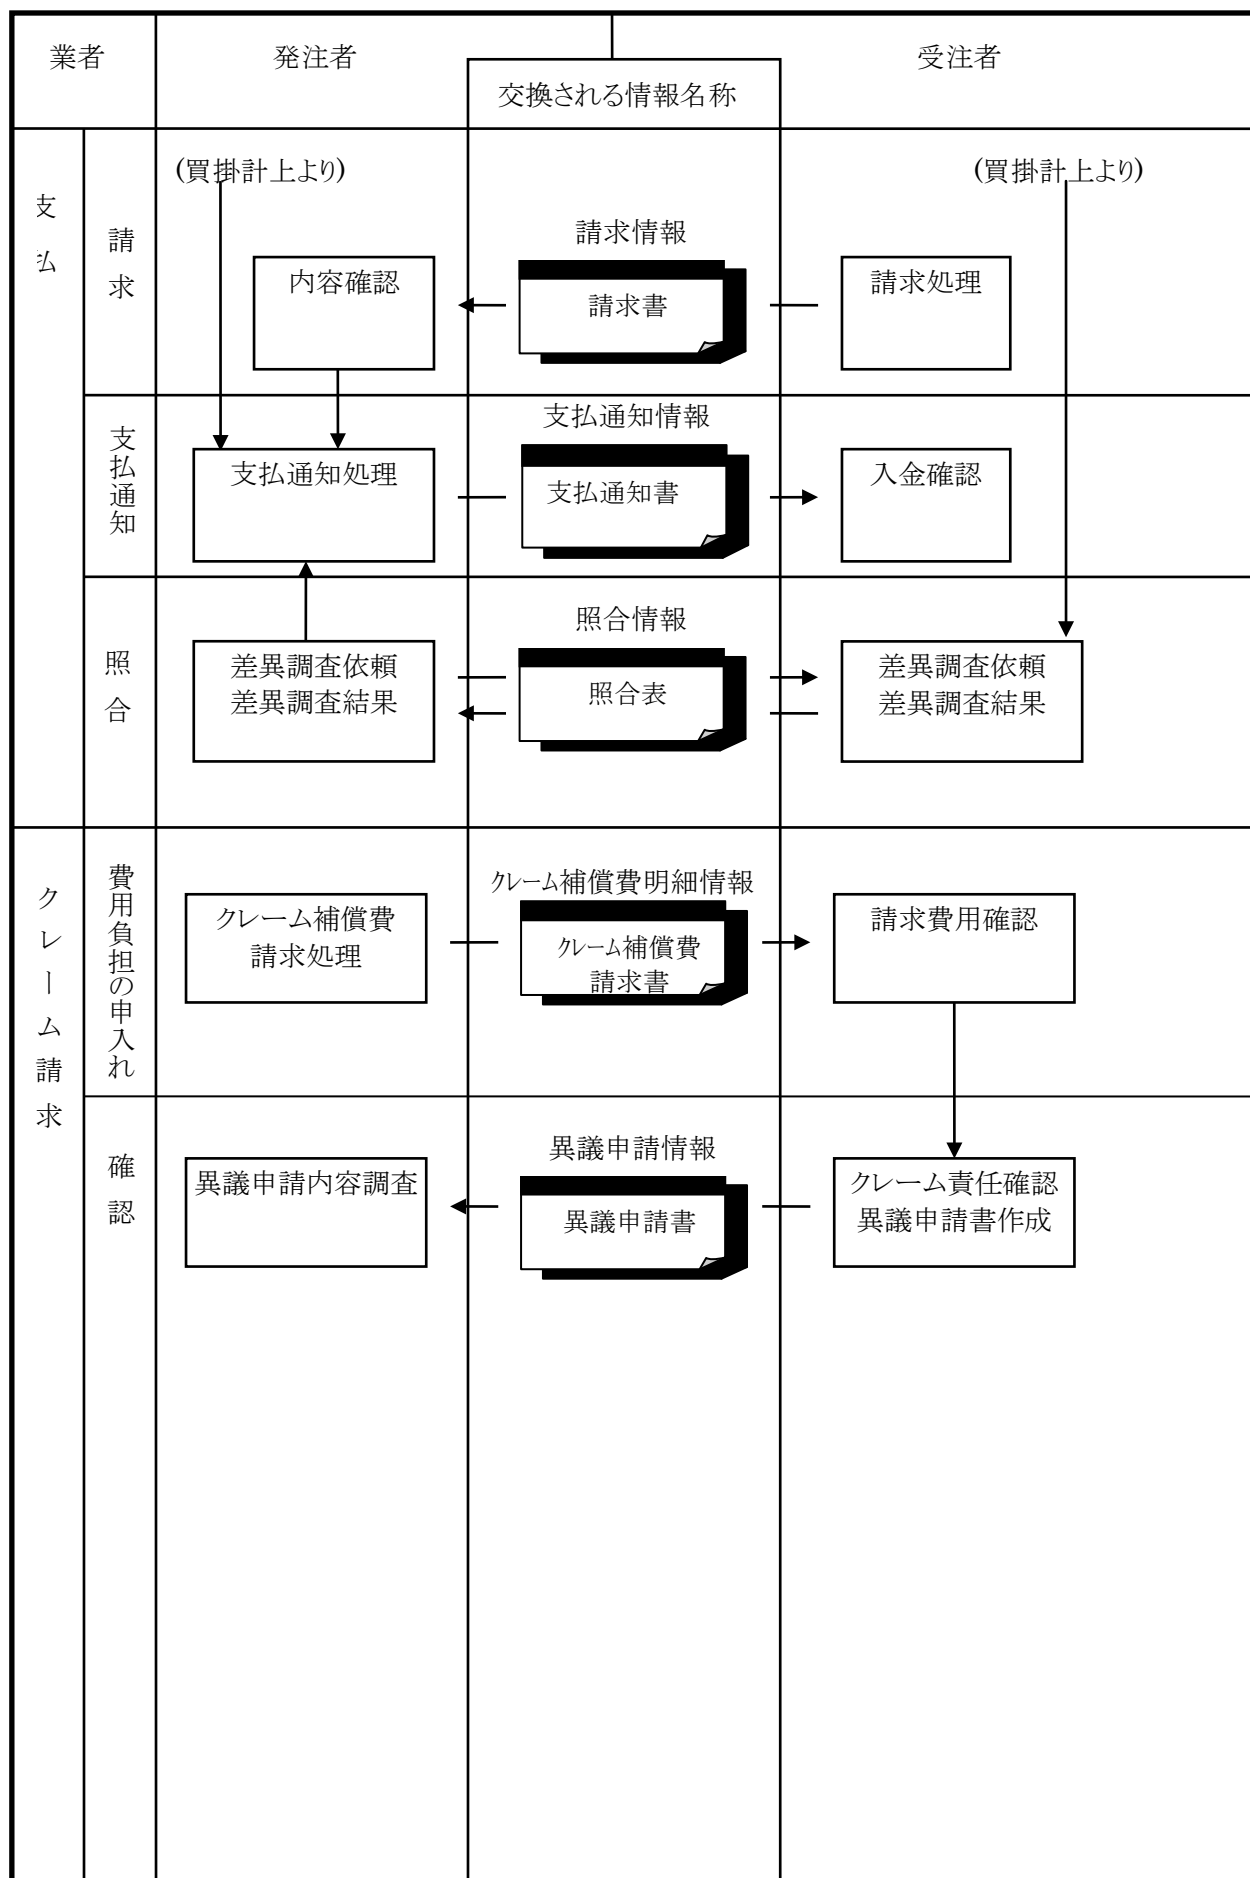 業者
発注者
受注者
交換される情報名称
支払
請求
(買掛計上より)
(買掛計上より)
請求情報
内容確認
請求書
請求処理
支払通知
支払通知情報
支払通知処理
支払通知書
入金確認
照合
照合情報
差異調査依頼
差異調査結果
照合表
差異調査依頼
差異調査結果
クレーム請求
費用負担の申入れ
クレーム補償費明細情報
クレーム補償費
請求処理
クレーム補償費
請求書
請求費用確認
確認
異議申請情報
異議申請内容調査
異議申請書
クレーム責任確認
異議申請書作成